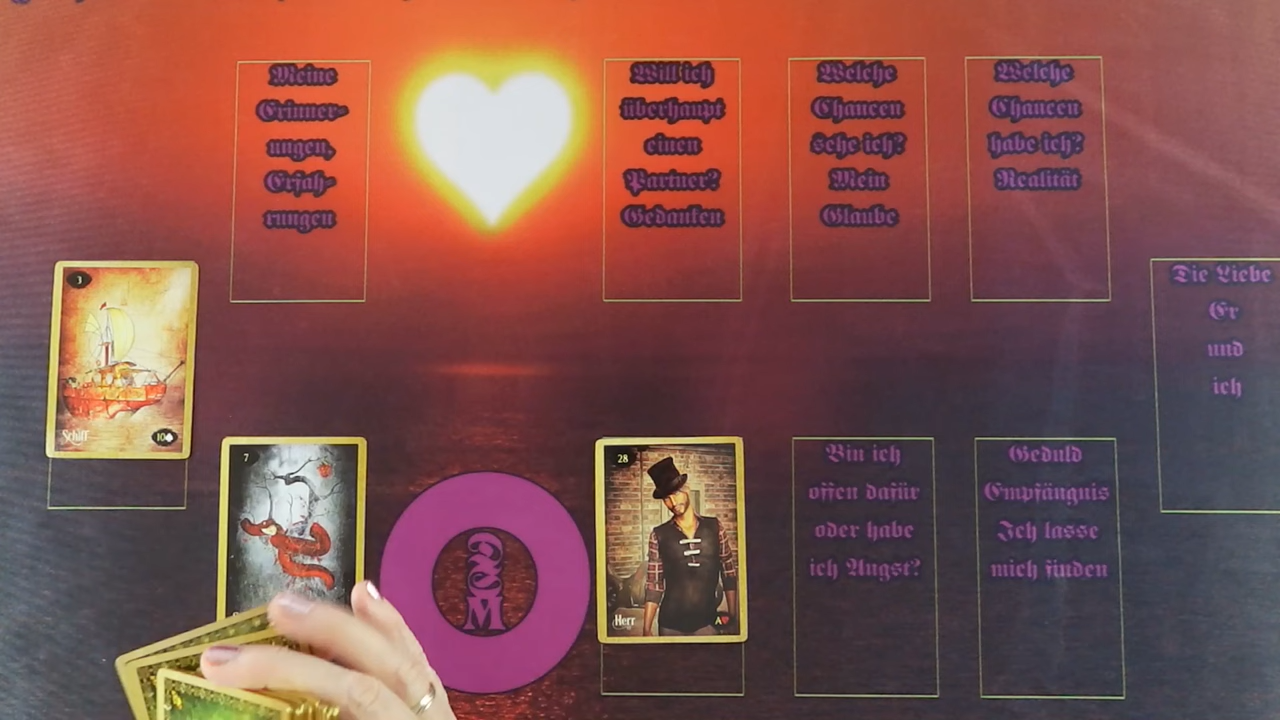 Meine
Erinner-
ungen,
Erfah-
rungen
Will ich
überhaupt
einen
Partner?
Gedanken
Welche
Chancen
sehe ich?
Mein
Glaube
Welche
Chancen
habe ich?
Realität
Die Liebe
Er
und
ich
3
Schiff
10♠
7
28
Herr
A♥
Bin ich
offen dafür
oder habe
ich Angst?
Geduld
Empfängnis
Ich lasse
mich finden